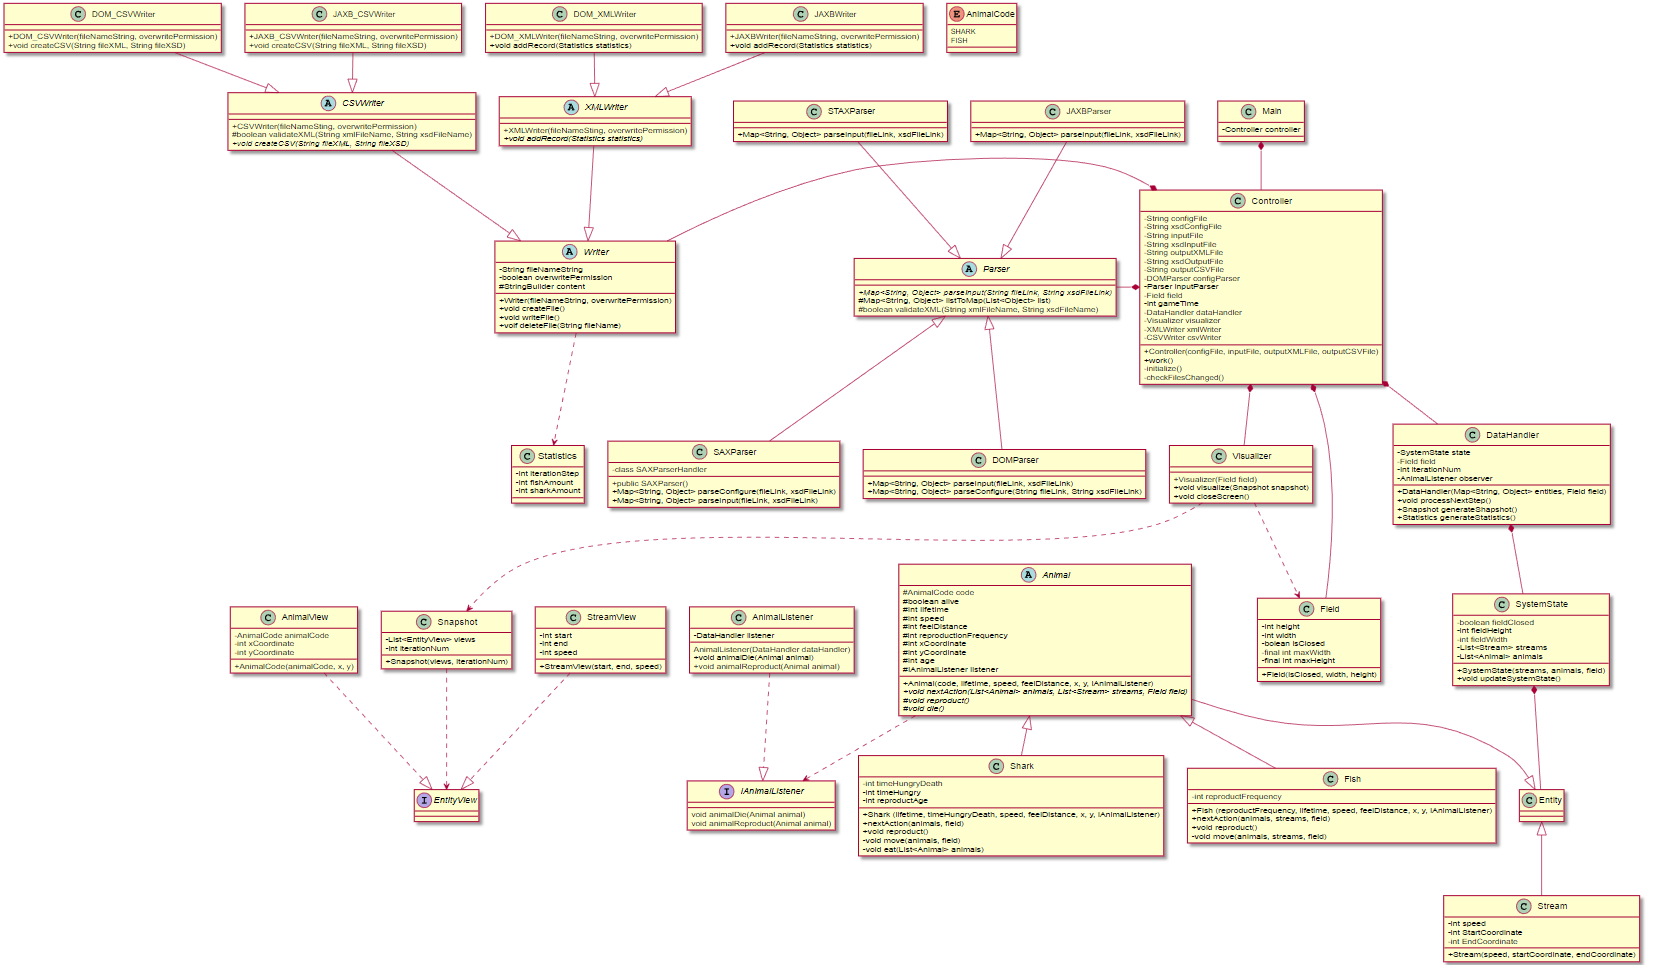 C DOM_CSVWriter
+DOM_CSVWriter(fileNameString, overwritePermission)
+void createCSV(String fileXML, String fileXSD)
C JAXB_CSVWriter
+JAXB_CSVWriter(fileNameString, overwritePermission)
+void createCSV(String fileXML, String fileXSD)
C DOM_XMLWriter
+DOM_XMLWriter(fileNameString, overwritePermission)
+void addRecord(Statistics statistics)
C JAXBWriter
+JAXBWriter(fileNameString, overwritePermission)
+void addRecord(Statistics statistics)
E AnimalCode
SHARK
FISH
A CSVWriter
+CSVWriter(fileNameSting, overwritePermission)
#boolean validateXML(String xmlFileName, String xsdFileName)
+void createCSV(String fileXML, String fileXSD)
A XMLWriter
+XMLWriter(fileNameSting, overwritePermission)
+void addRecord(Statistics statistics)
C STAXParser
+Map<String, Object> parseInput(fileLink, xsdFileLink)
C JAXBParser
+Map<String, Object> parseInput(fileLink, xsdFileLink)
C Main
-Controller controller
C Controller
-String configFile
-String xsdConfigFile
-String inputFile
-String xsdInputFile
-String outputXMLFile
-String xsdOutputFile
-String outputCSVFile
-DOMParser configParser
-Parser inputParser
-Field field
-int gameTime
-DataHandler dataHandler
-Visualizer visualizer
-XMLWriter xmlWriter
-CSVWriter csvWriter
+Controller(configFile, inputFile, outputXMLFile, outputCSVFile)
+work()
-initialize()
-checkFilesChanged()
A Writer
-String fileNameString
-boolean overwritePermission
#StringBuilder content
+Writer(fileNameString, overwritePermission)
+void createFile()
+void writeFile()
+voif deleteFile(String fileName)
A Parser
+Map<String, Object> parseInput(String fileLink, String xsdFileLink)
#Map<String, Object> listToMap(List<Object> list)
#boolean validateXML(String xmlFileName, String xsdFileName)
C Statistics
-int iterationStep
-int fishAmount
-int sharkAmount
C SAXParser
-class SAXParserHandler
+public SAXParser()
+Map<String, Object> parseConfigure(fileLink, xsdFileLink)
+Map<String, Object> parseInput(fileLink, xsdFileLink)
C DOMParser
+Map<String, Object> parseInput(fileLink, xsdFileLink)
+Map<String, Object> parseConfigure(String fileLink, String xsdFileLink)
C Visualizer
+Visualizer(Field field)
+void visualize(Snapshot snapshot)
+void closeScreen()
C DataHandler
-SystemState state
-Field field
-int iterationNum
-AnimalListener observer
+DataHandler(Map<String, Object> entities, Field field)
+void processNextStep()
+Snapshot generateShapshot()
+Statistics generateStatistics()
C AnimalView
-AnimalCode animalCode
-int xCoordinate
-int yCoordinate
+AnimalCode(animalCode, x, y)
C Snapshot
-List<EntityView> views
-int iterationNum
+Snapshot(views, iterationNum)
C StreamView
-int start
-int end
-int speed
+StreamView(start, end, speed)
C AnimalListener
-DataHandler listener
AnimalListener(DataHandler dataHandler)
+void animalDie(Animal animal)
+void animalReproduct(Animal animal)
A Animal
#AnimalCode code
#boolean alive
#int lifetime
#int speed
#int feelDistance
#int reproductionFrequency
#int xCoordinate
#int yCoordinate
#int age
#IAnimalListener listener
+Animal(code, lifetime, speed, feelDistance, x, y, IAnimalListener)
+void nextAction(List<Animal> animals, List<Stream> streams, Field field)
#void reproduct()
#void die()
C Field
-int height
-int width
-bolean isClosed
-final int maxWidth
-final int maxHeight
+Field(isClosed, width, height)
C SystemState
-boolean fieldClosed
-int fieldHeight
-int fieldWidth
-List<Stream> streams
-List<Animal> animals
+SystemState(streams, animals, field)
+void updateSystemState()
I EntityView
I IAnimalListener
void animalDie(Animal animal)
void animalReproduct(Animal animal)
C Shark
-int timeHungryDeath
-int timeHungry
-int reproductAge
+Shark (lifetime, timeHungryDeath, speed, feelDistance, x, y, IAnimalListener)
+nextAction(animals, field)
+void reproduct()
-void move(animals, field)
-void eat(List<Animal> animals)
C Fish
-int reproductFrequency
+Fish (reproductFrequency, lifetime, speed, feelDistance, x, y, IAnimalListener)
+nextAction(animals, streams, field)
+void reproduct()
-void move(animals, streams, field)
C Entity
C Stream
-int speed
-int StartCoordinate
-int EndCoordinate
+Stream(speed, startCoordinate, endCoordinate)